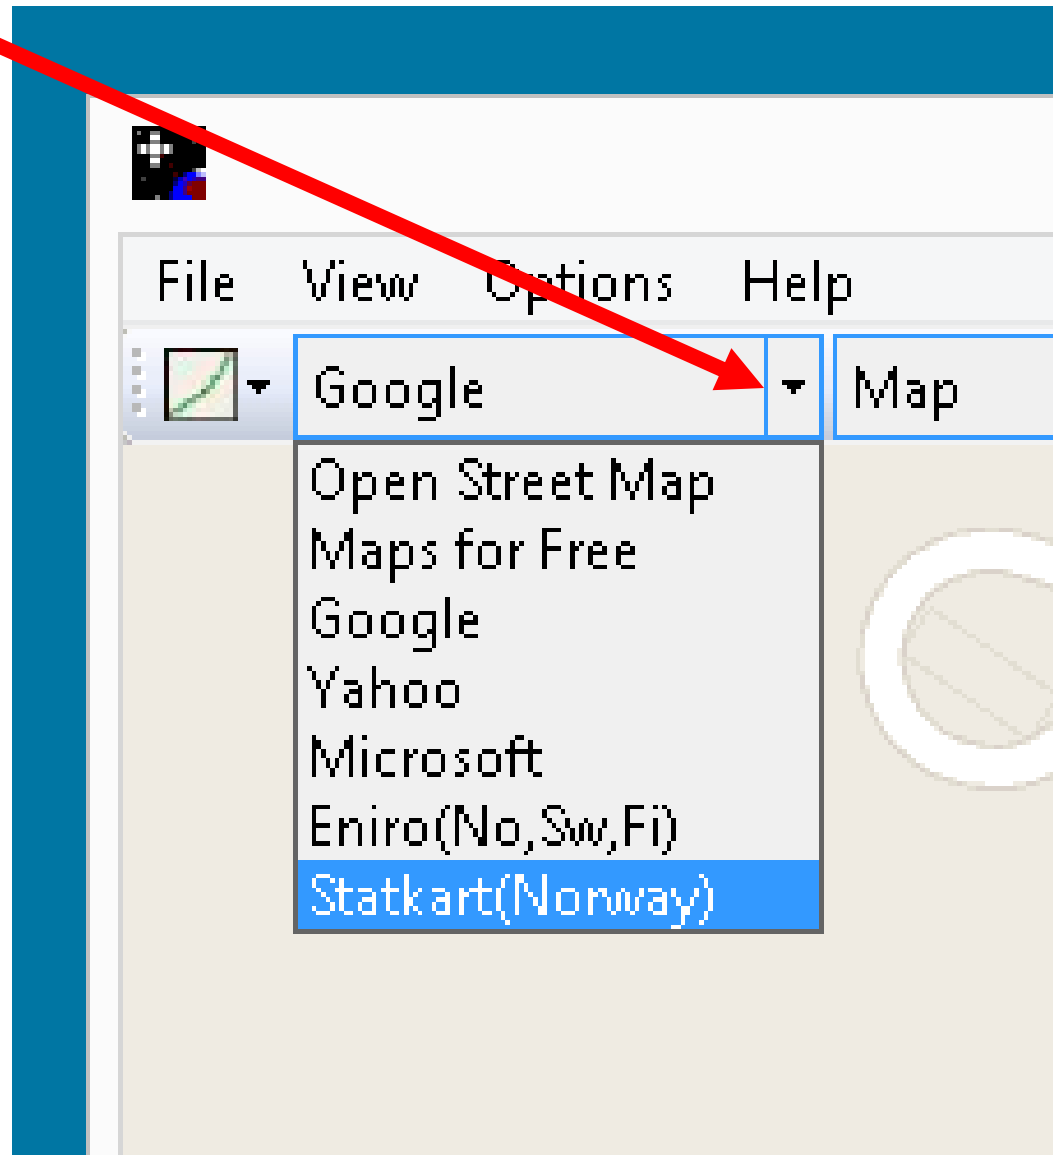 File View Options Help
Google Map
Open Street Map
Maps for Free
Google
Yahoo
Microsoft
Eniro(No,Sw,Fi)
Statkart(Norway)